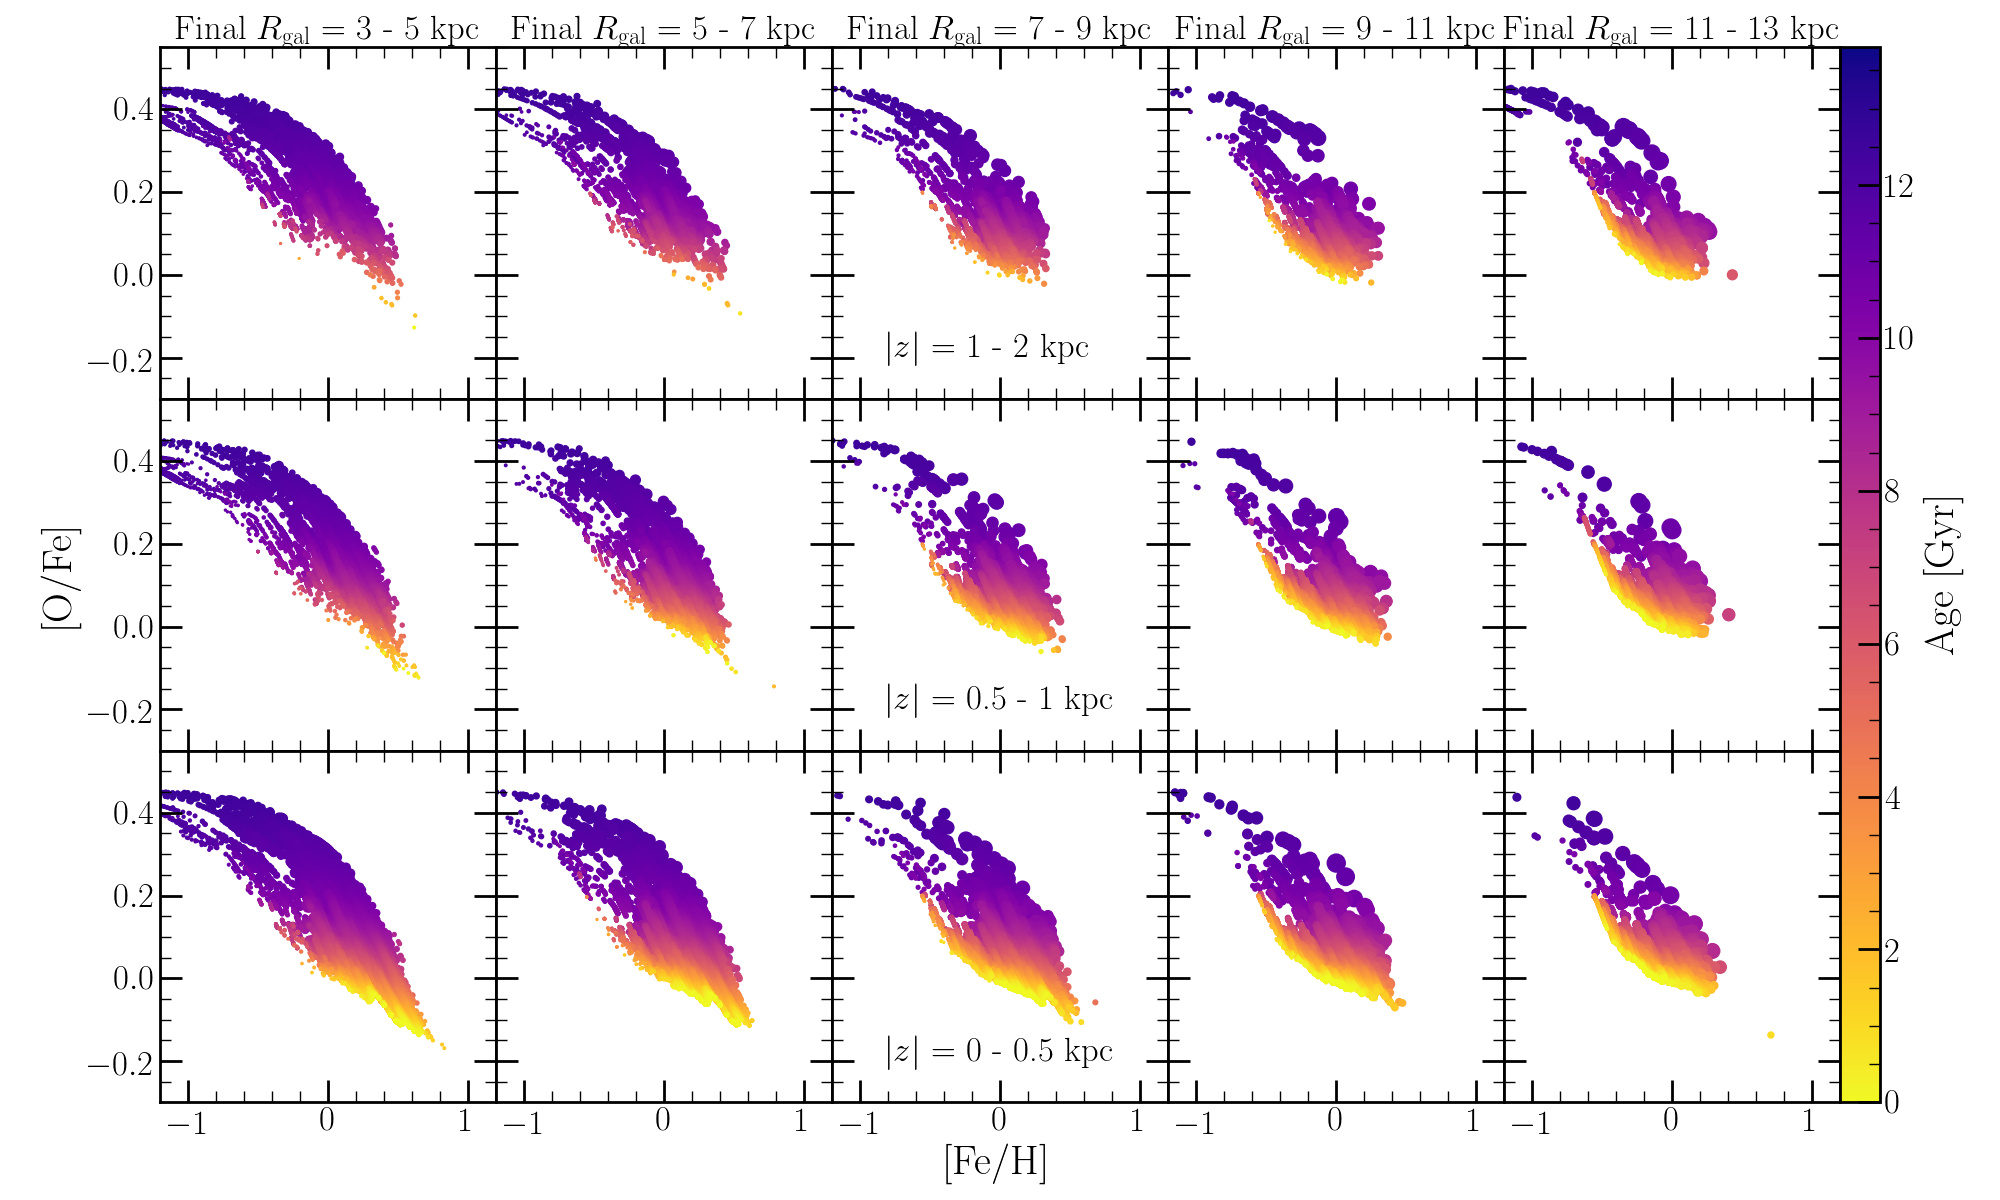 Final R_gal = 3 - 5 kpc
Final R_gal = 5 - 7 kpc
Final R_gal = 7 - 9 kpc
Final R_gal = 9 - 11 kpc
Final R_gal = 11 - 13 kpc
0.4
0.2
0.0
−0.2
|z| = 1 - 2 kpc
0.4
0.2
0.0
−0.2
|z| = 0.5 - 1 kpc
0.4
0.2
0.0
−0.2
|z| = 0 - 0.5 kpc
[O/Fe]
−1 0 1
−1 0 1
−1 0 1
−1 0 1
−1 0 1
[Fe/H]
12
10
8
6
4
2
0
Age [Gyr]